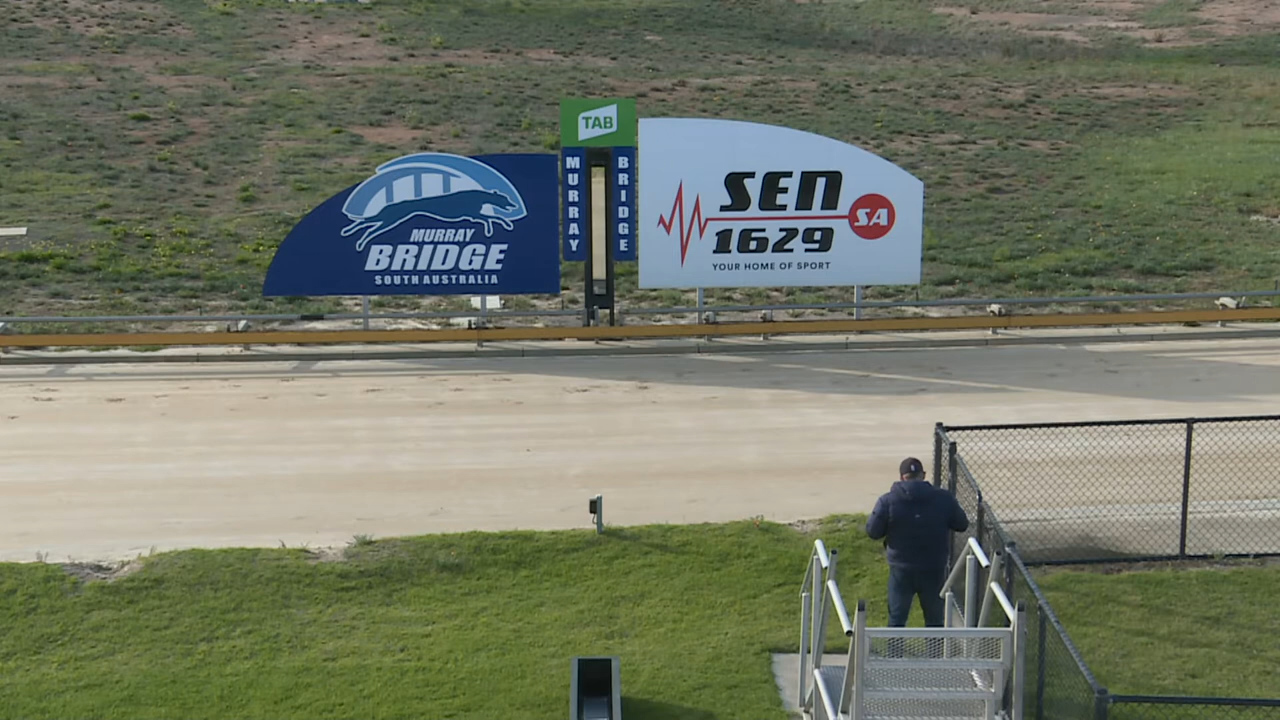 TAB
MURRAY
BRIDGE
MURRAY
BRIDGE
SOUTH AUSTRALIA
SEN
SA
1629
YOUR HOME OF SPORT